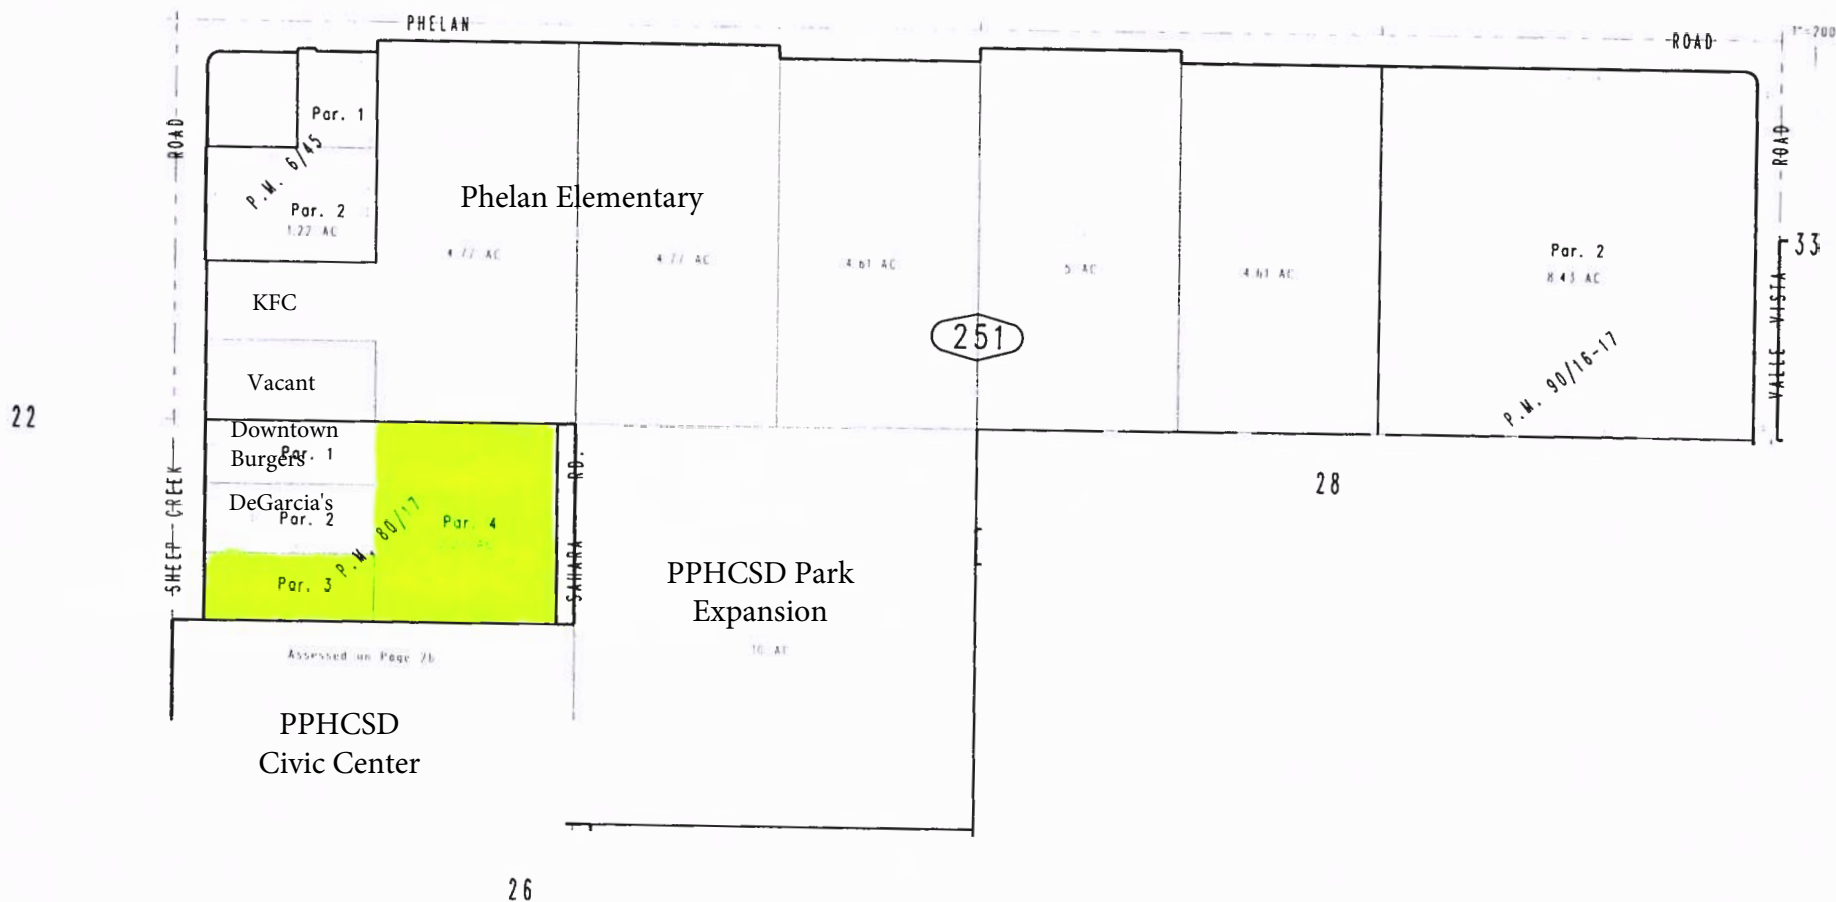 PHELAN
ROAD
1"=200
Par. 1
ROAD
ROAD
P.M. 6/45
Phelan Elementary
Par. 2
1.22 AC
33
4.77 AC
4.77 AC
4.61 AC
5 AC
4.61 AC
Par. 2
8.43 AC
KFC
251
VALLE VISTA
Vacant
P.M. 90/16-17
22
Downtown
Burgers
Par. 1
RD.
28
SHEEP CREEK
DeGarcia's
Par. 2
P.M. 80/17
Par. 4
SAHARA
Par. 3
PPHCSD Park
Expansion
10 AC
Assessed on Page 26
PPHCSD
Civic Center
26